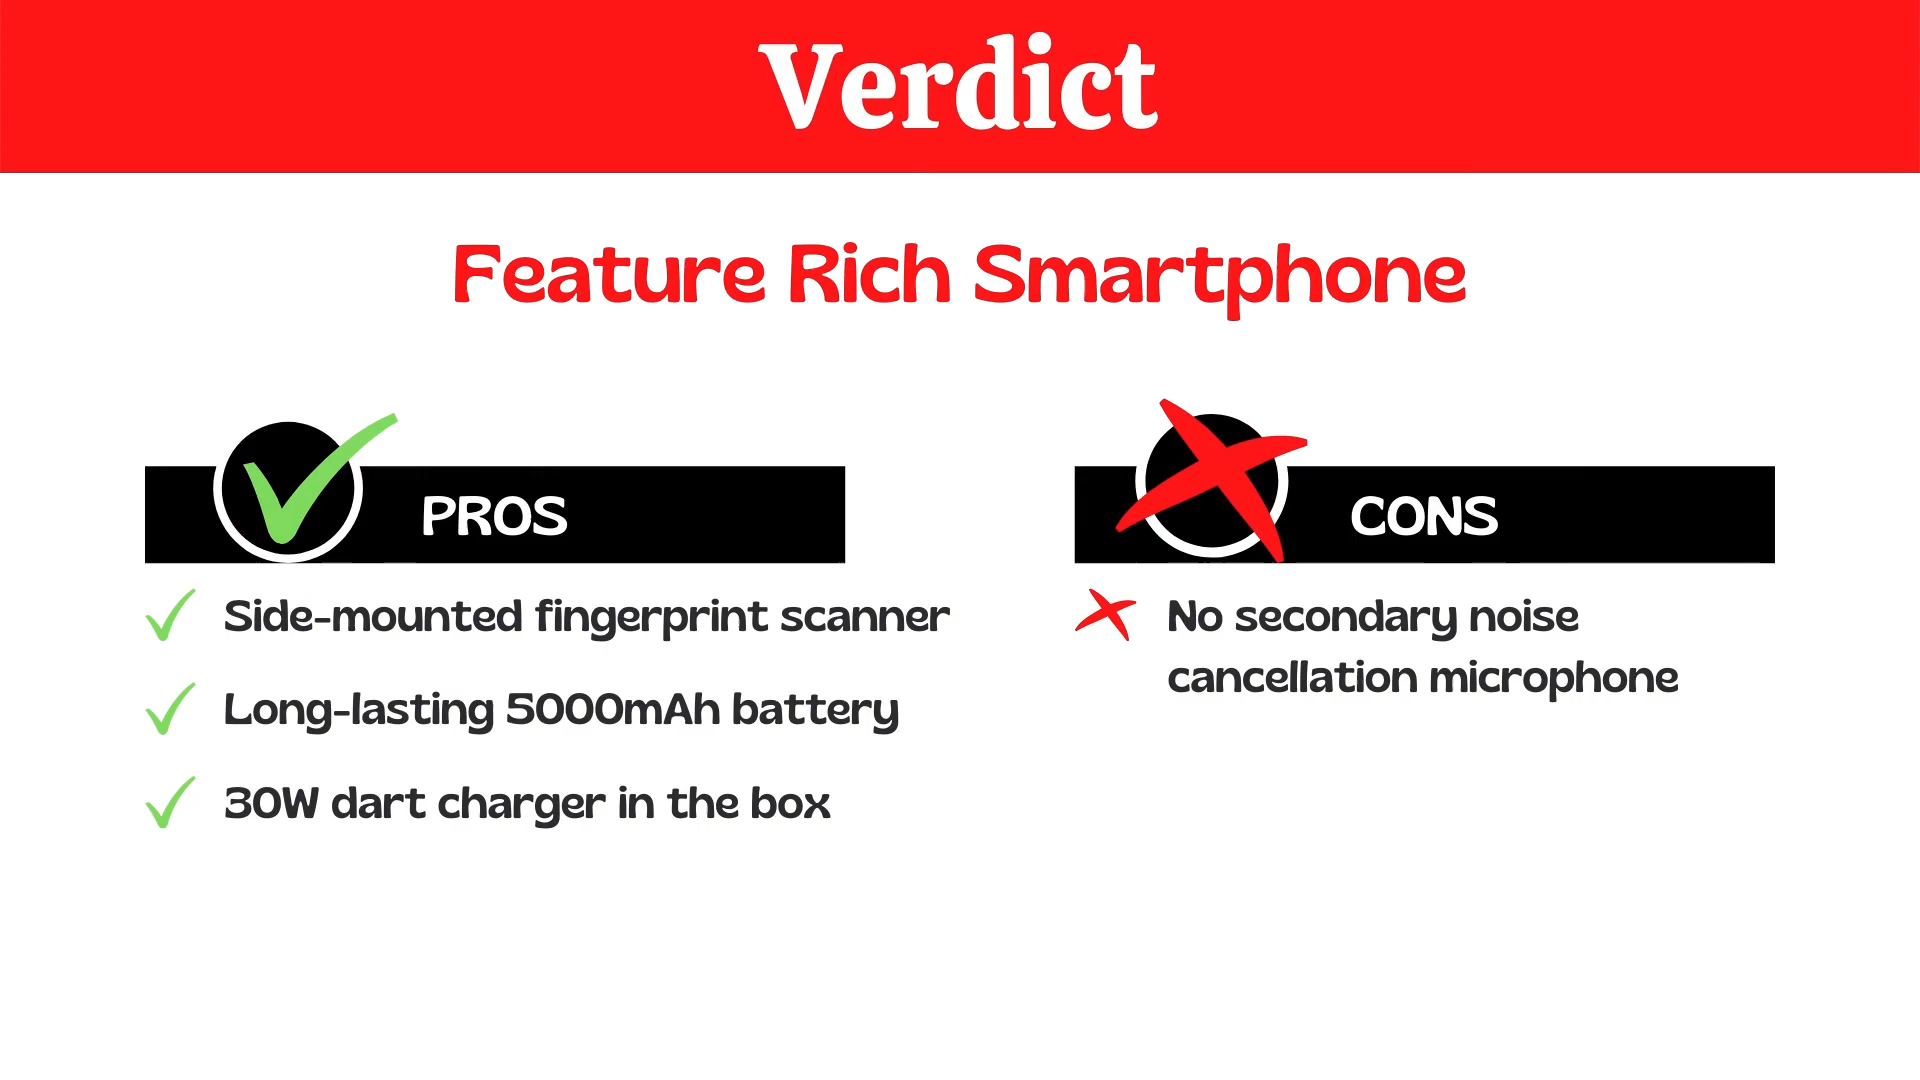 Verdict
Feature Rich Smartphone
PROS
Side-mounted fingerprint scanner
Long-lasting 5000mAh battery
30W dart charger in the box
CONS
No secondary noise
cancellation microphone